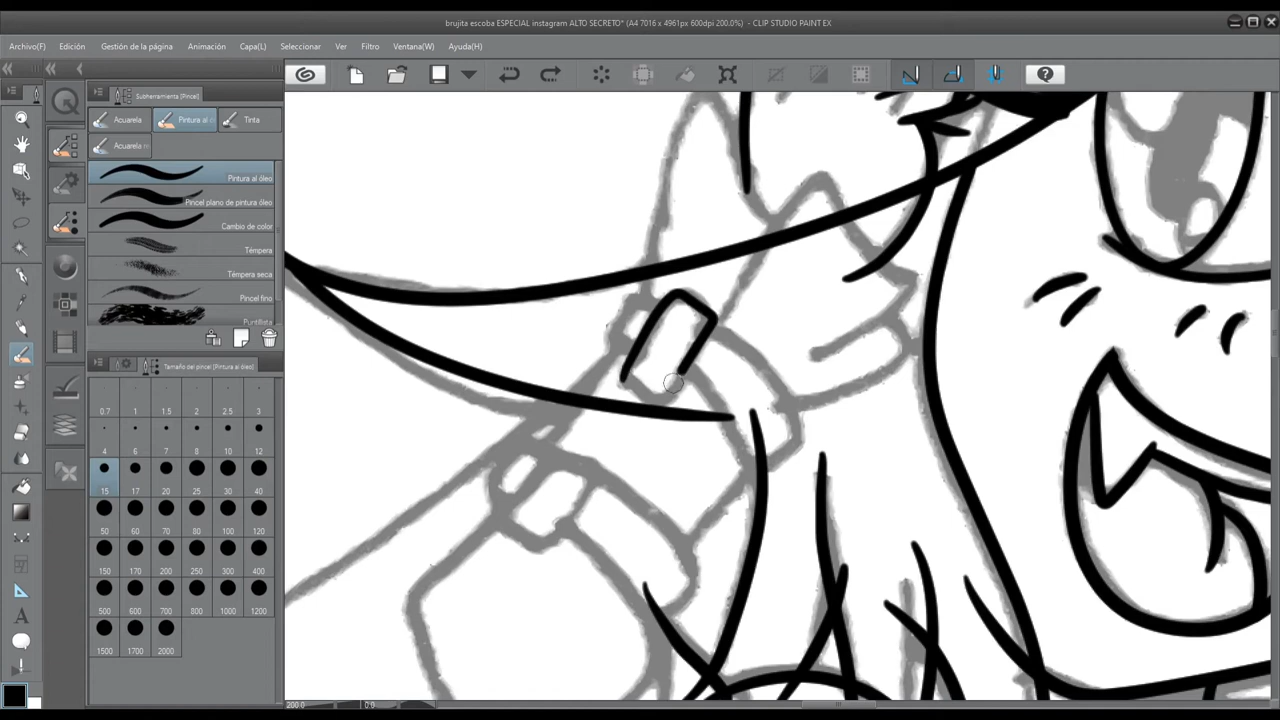 brujita escoba ESPECIAL instagram ALTO SECRETO* (A4 7016 x 4961px 600dpi 200.0%) - CLIP STUDIO PAINT EX
Archivo(F) Edición Gestión de la página Animación Capa(L) Seleccionar Ver Filtro Ventana(W) Ayuda(H)
Subherramienta [Pincel]
Acuarela Pintura al Tinta
Acuarela
Pintura al óleo
Pincel plano de pintura óleo
Cambio de color
Témpera
Témpera seca
Pincel fino
Puntillista
Tamaño del pincel [Pintura al óleo]
0.7 1 1.5 2 2.5 3
4 6 7 8 10 12
15 17 20 25 30 40
50 60 70 80 100 120
150 170 200 250 300 400
500 600 700 800 1000 1200
1500 1700 2000
200.0 0.0